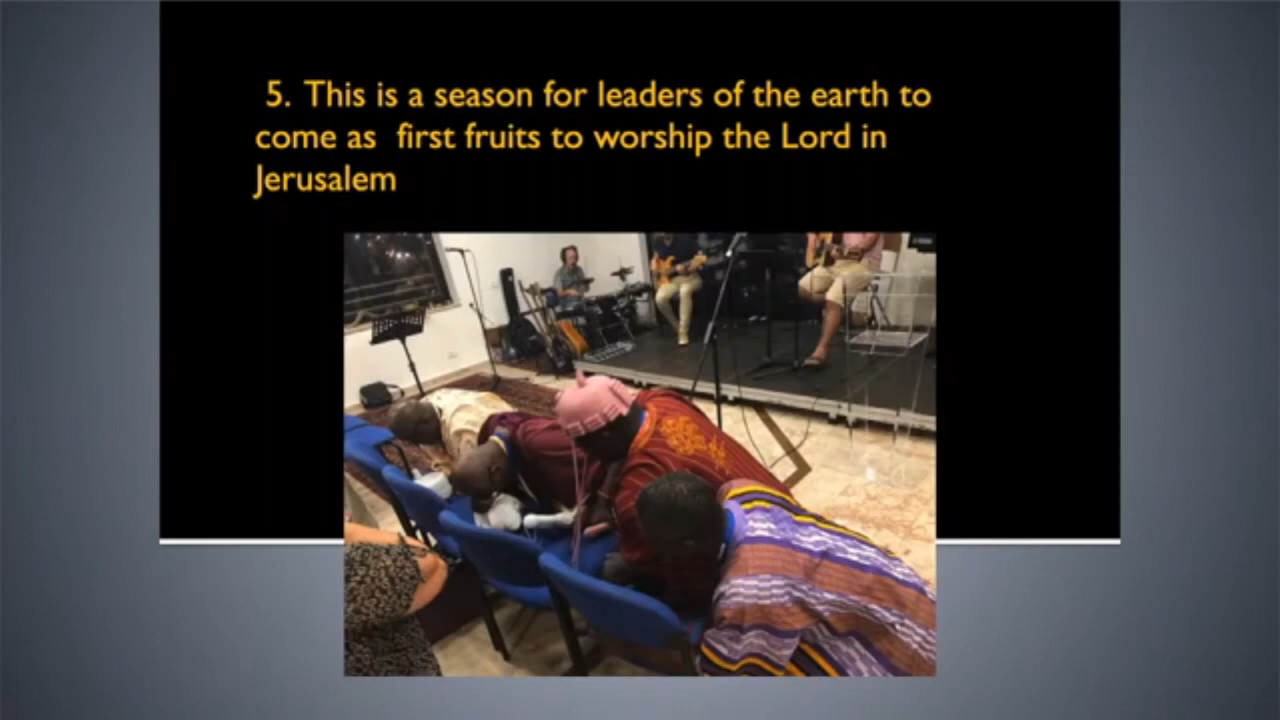 5. This is a season for leaders of the earth to
come as first fruits to worship the Lord in
Jerusalem